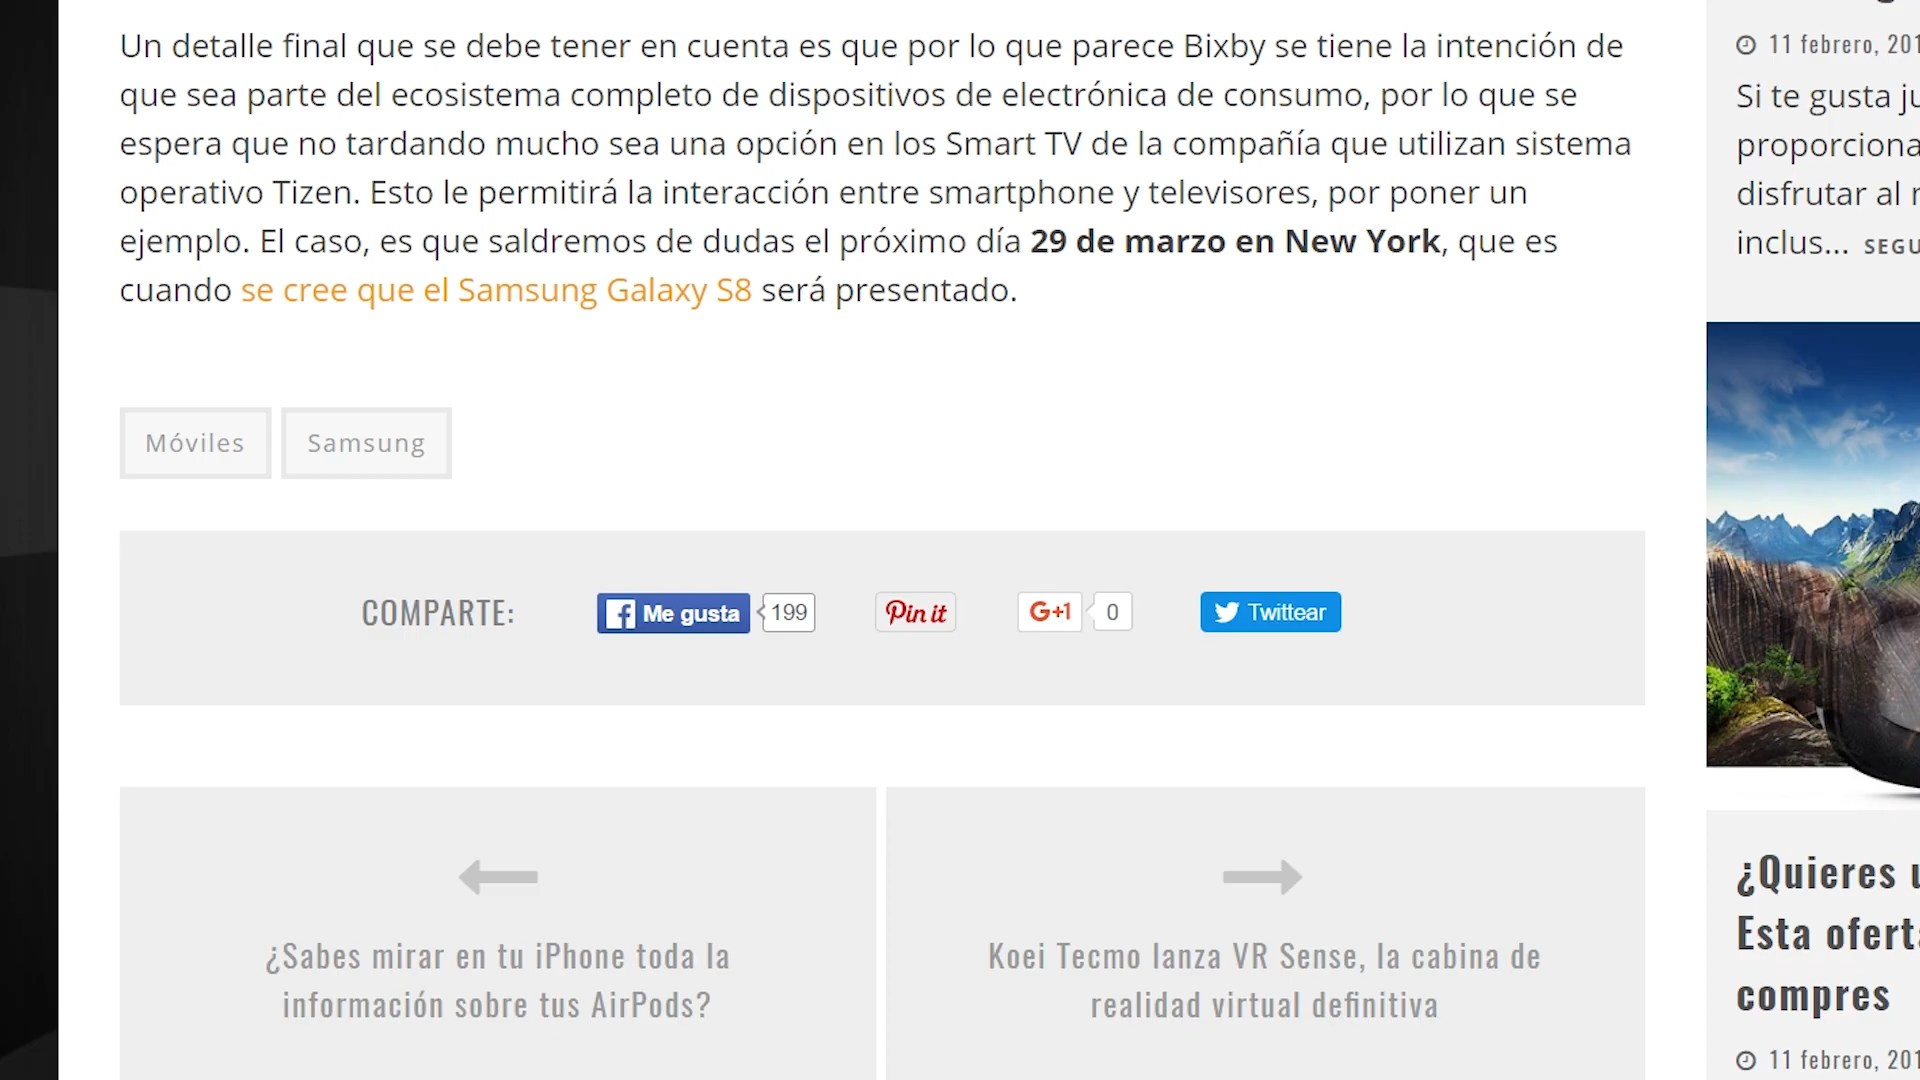 Un detalle final que se debe tener en cuenta es que por lo que parece Bixby se tiene la intención de
que sea parte del ecosistema completo de dispositivos de electrónica de consumo, por lo que se
espera que no tardando mucho sea una opción en los Smart TV de la compañía que utilizan sistema
operativo Tizen. Esto le permitirá la interacción entre smartphone y televisores, por poner un
ejemplo. El caso, es que saldremos de dudas el próximo día 29 de marzo en New York, que es
cuando se cree que el Samsung Galaxy S8 será presentado.
Móviles
Samsung
COMPARTE:
Me gusta 199
Pin it
G+1 0
Twittear
¿Sabes mirar en tu iPhone toda la
información sobre tus AirPods?
Koei Tecmo lanza VR Sense, la cabina de
realidad virtual definitiva
11 febrero,
Si te gusta
disfrutar al
inclus...
¿Quieres
Esta
compres
11 febrero,